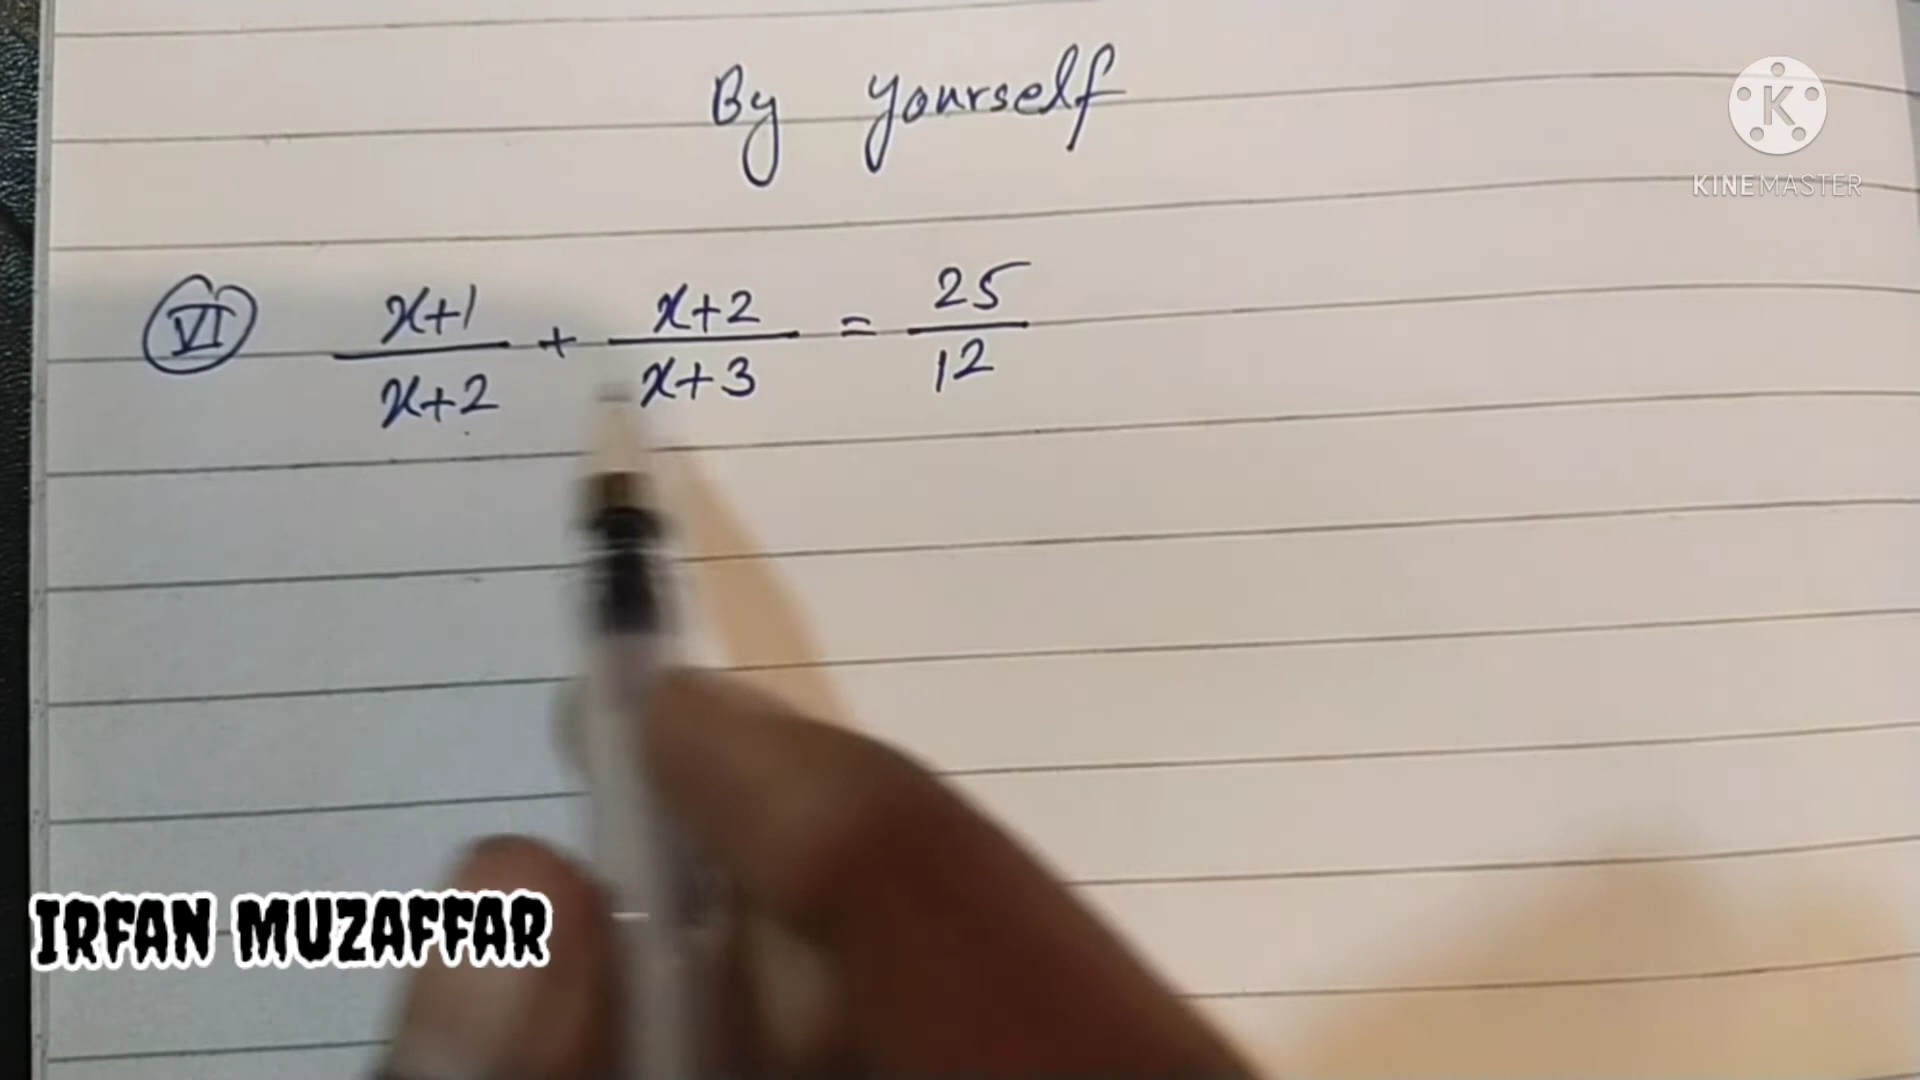 By yourself
K
KINEMASTER
VI (x+1)/(x+2) + (x+2)/(x+3) = 25/12
IRFAN MUZAFFAR